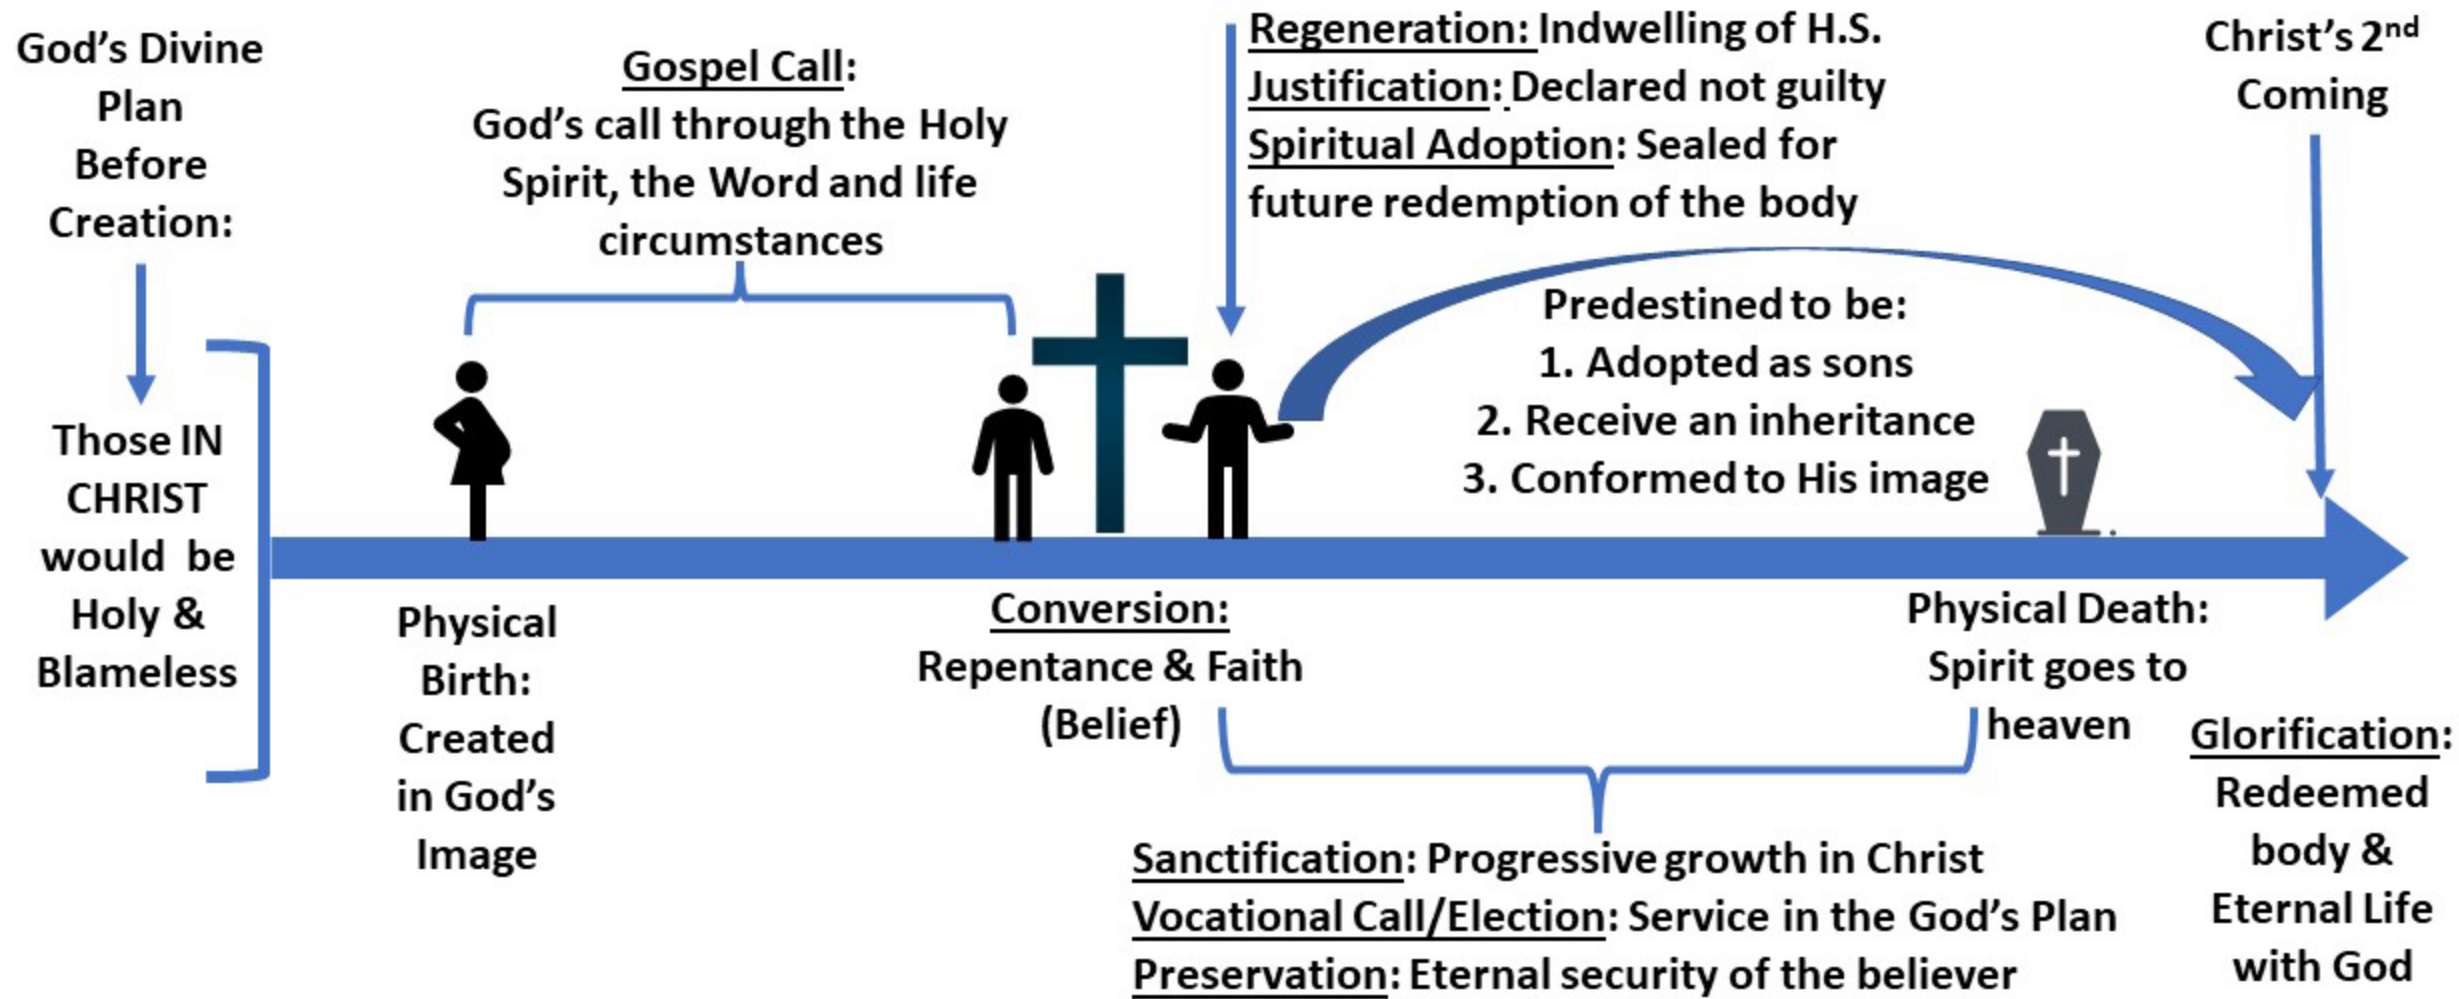 God's Divine
Plan
Before
Creation:
Those IN
CHRIST
would be
Holy &
Blameless
Gospel Call:
God's call through the Holy
Spirit, the Word and life
circumstances
Regeneration: Indwelling of H.S.
Justification: Declared not guilty
Spiritual Adoption: Sealed for
future redemption of the body
Christ's 2nd
Coming
Predestined to be:
1. Adopted as sons
2. Receive an inheritance
3. Conformed to His image
Physical
Birth:
Created
in God's
Image
Conversion:
Repentance & Faith
(Belief)
Physical Death:
Spirit goes to
heaven
Sanctification: Progressive growth in Christ
Vocational Call/Election: Service in the God's Plan
Preservation: Eternal security of the believer
Glorification:
Redeemed
body &
Eternal Life
with God